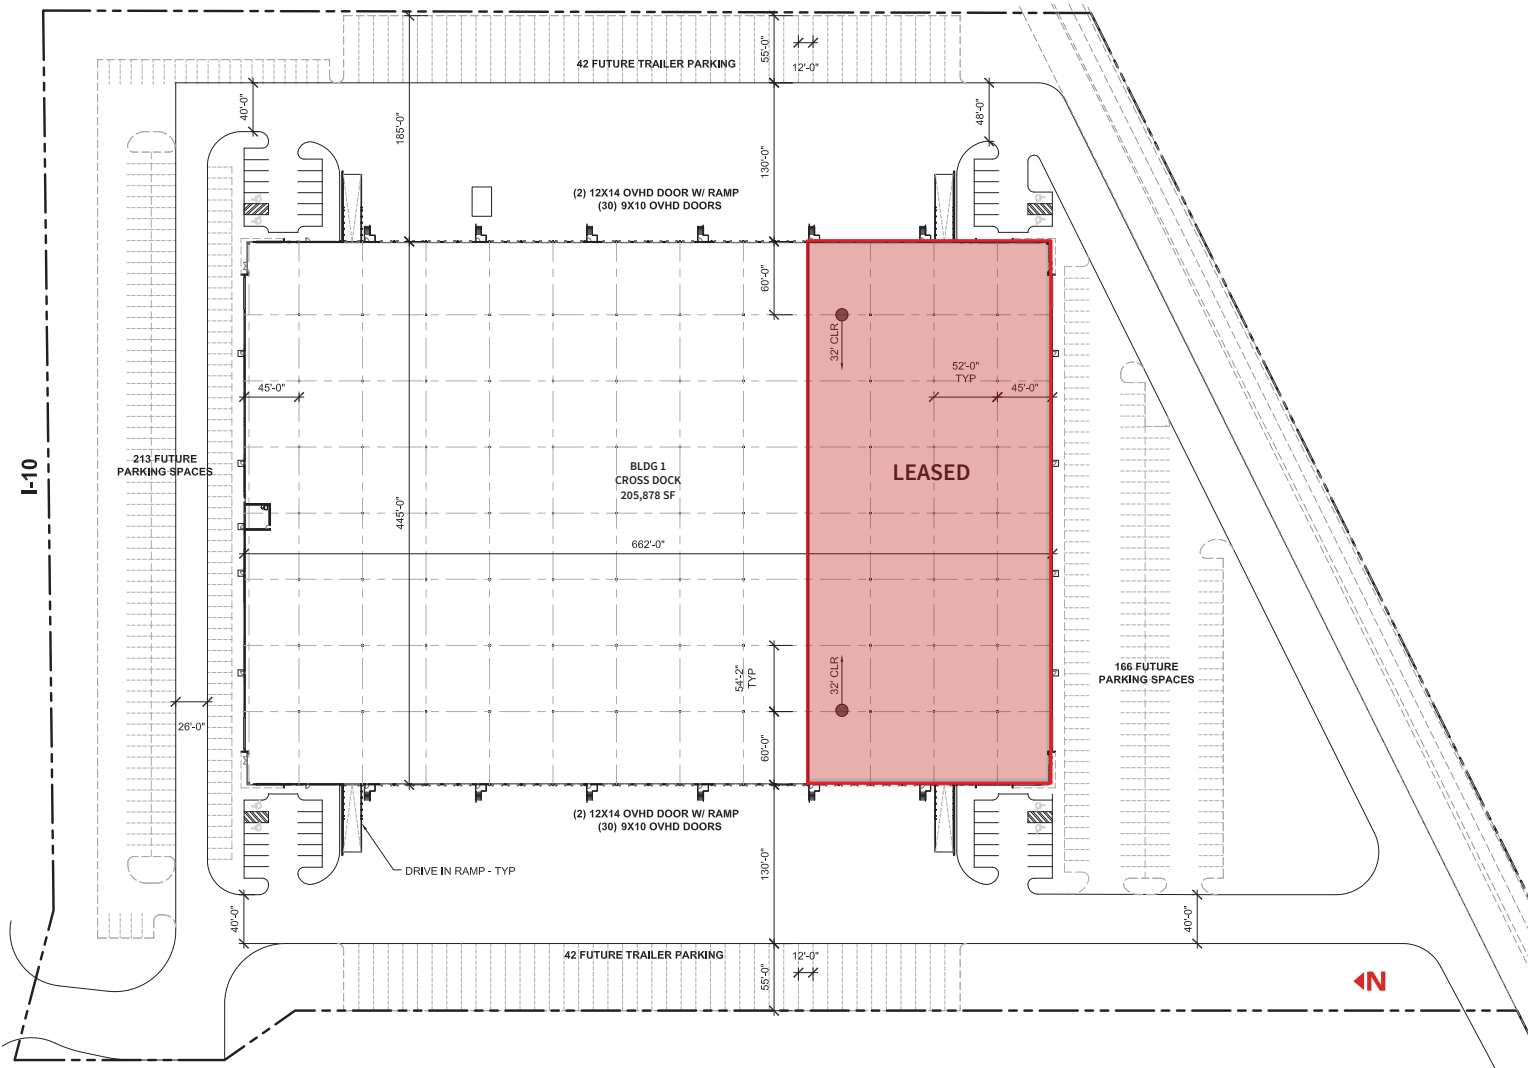 55'-0"
42 FUTURE TRAILER PARKING
12'-0"
40'-0"
48'-0"
185'-0"
130'-0"
(2) 12X14 OVHD DOOR W/ RAMP
(30) 9X10 OVHD DOORS
60'-0"
32' CLR
52'-0"
TYP
45'-0"
45'-0"
I-10
213 FUTURE
PARKING SPACES
BLDG 1
CROSS DOCK
205,878 SF
LEASED
445'-0"
662'-0"
54'-2"
TYP
32' CLR
166 FUTURE
PARKING SPACES
26'-0"
60'-0"
(2) 12X14 OVHD DOOR W/ RAMP
(30) 9X10 OVHD DOORS
DRIVE IN RAMP - TYP
130'-0"
40'-0"
40'-0"
42 FUTURE TRAILER PARKING
12'-0"
55'-0"
N